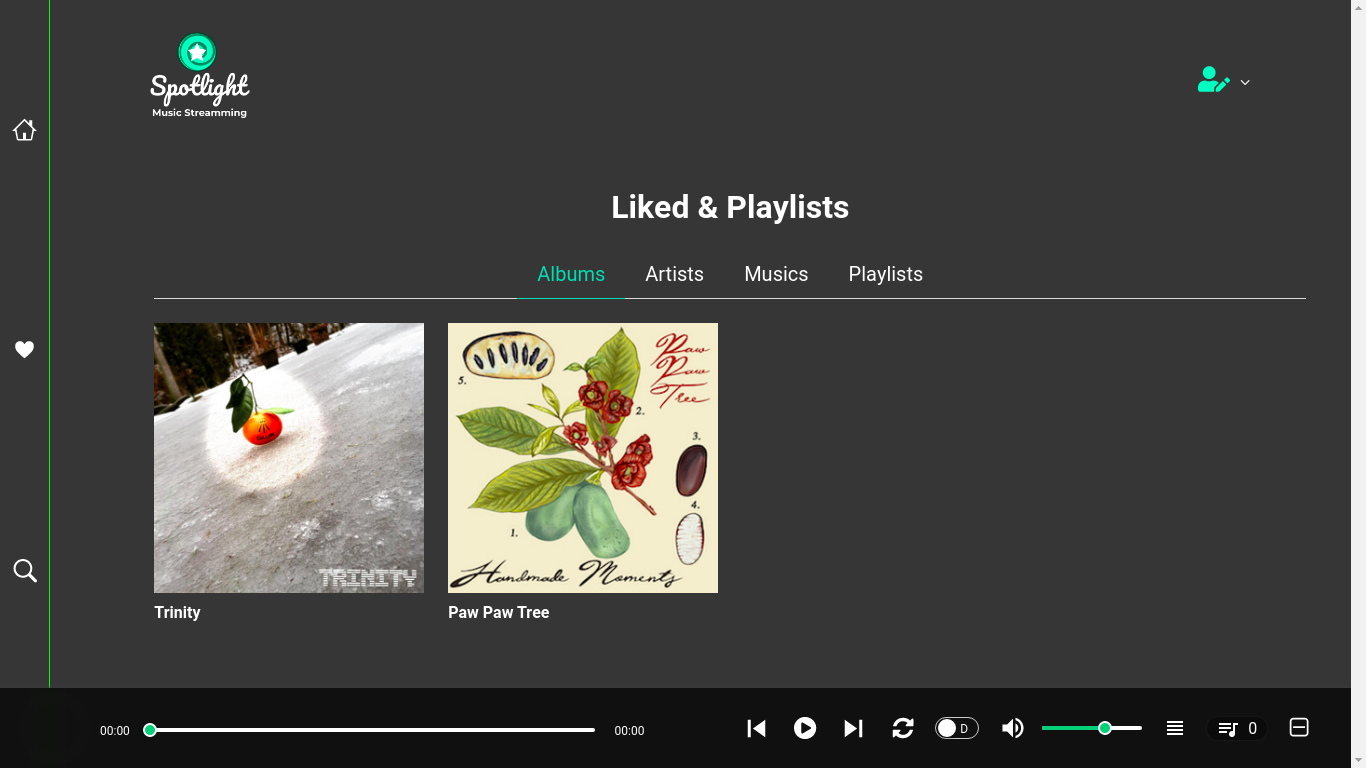 Spotlight
Music Streamming
Liked & Playlists
Albums Artists Musics Playlists
Paw
Paw
Tree
5.
2.
3.
4.
1.
TRINITY
Handmade Moments
Trinity
Paw Paw Tree
00:00
00:00
D
0